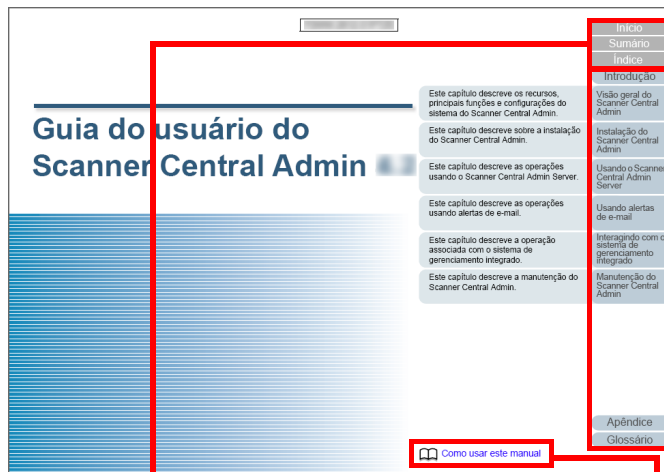 Início
Sumário
Índice
Introdução
Guia do usuário do
Scanner Central Admin
Este capítulo descreve os recursos,
principais funções e configurações do
sistema do Scanner Central Admin.
Visão geral do
Scanner Central
Admin
Este capítulo descreve sobre a instalação
do Scanner Central Admin.
Instalação do
Scanner Central
Admin
Este capítulo descreve as operações
usando o Scanner Central Admin Server.
Usando o Scanner
Central Admin
Server
Este capítulo descreve as operações
usando alertas de e-mail.
Usando alertas
de e-mail
Este capítulo descreve a operação
associada com o sistema de
gerenciamento integrado.
Interagindo com o
sistema de
gerenciamento
integrado
Este capítulo descreve a manutenção do
Scanner Central Admin.
Manutenção do
Scanner Central
Admin
Apêndice
Glossário
Como usar este manual